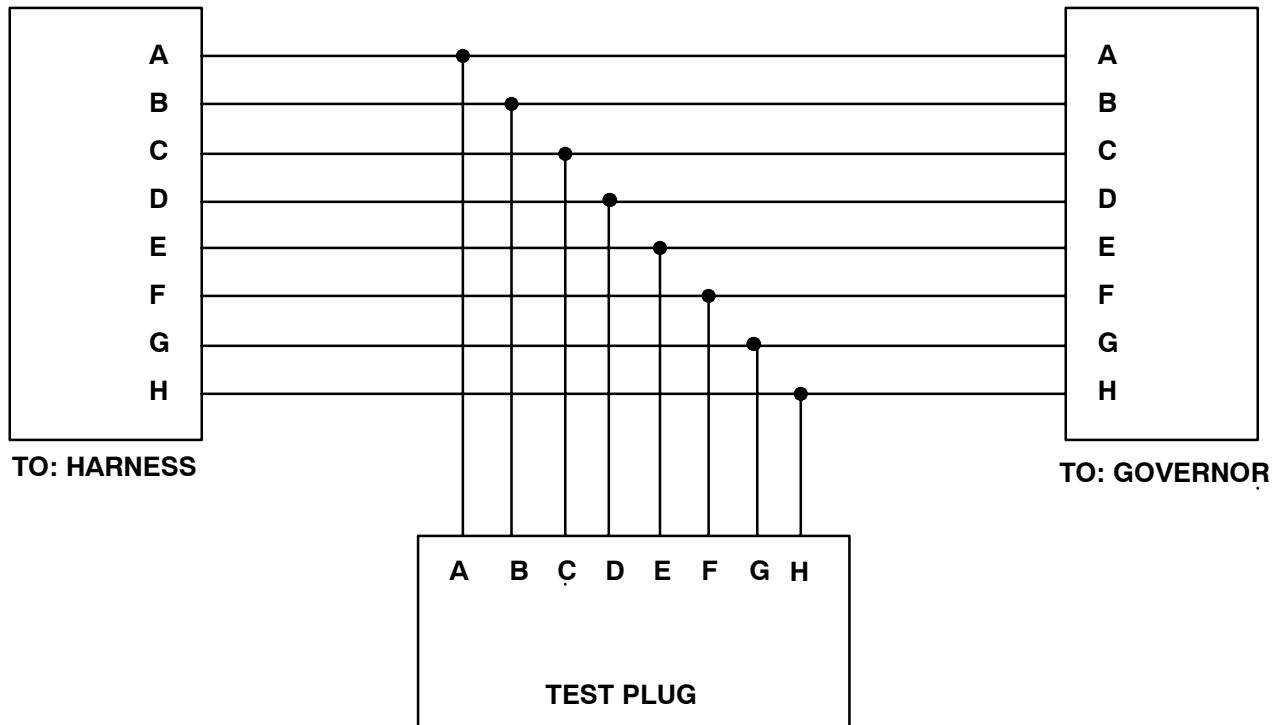 A A
B B
C C
D D
E E
F F
G G
H H
TO: HARNESS
TO: GOVERNOR
A B C D E F G H
TEST PLUG